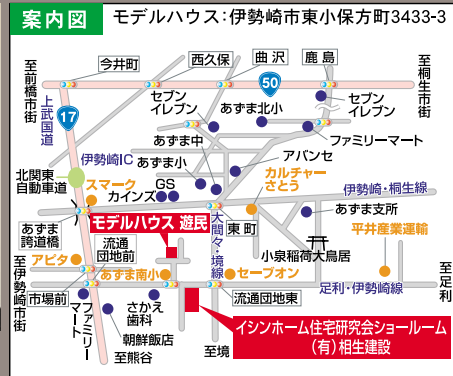 案内図
モデルハウス：伊勢崎市東小保方町3433-3
至前橋市街
今井町
西久保
曲沢
鹿島
至桐生市街
50
上武国道
17
セブン
イレブン
あずま北小
セブン
イレブン
あずま中
ファミリーマート
伊勢崎IC
あずま小
アバンセ
北関東
自動車道
スマーク
GS
カインズ
カルチャー
さとう
伊勢崎・桐生線
モデルハウス 遊民
大間々・境線
東町
あずま支所
あずま
跨道橋
流通
団地前
小泉稲荷大鳥居
平井産業運輸
アピタ
あずま南小
セーブオン
至伊勢崎市街
至足利
市場前
流通団地東
足利・伊勢崎線
ファミリー
マート
さかえ
歯科
朝鮮飯店
イシンホーム住宅研究会ショールーム
（有）相生建設
至熊谷
至境